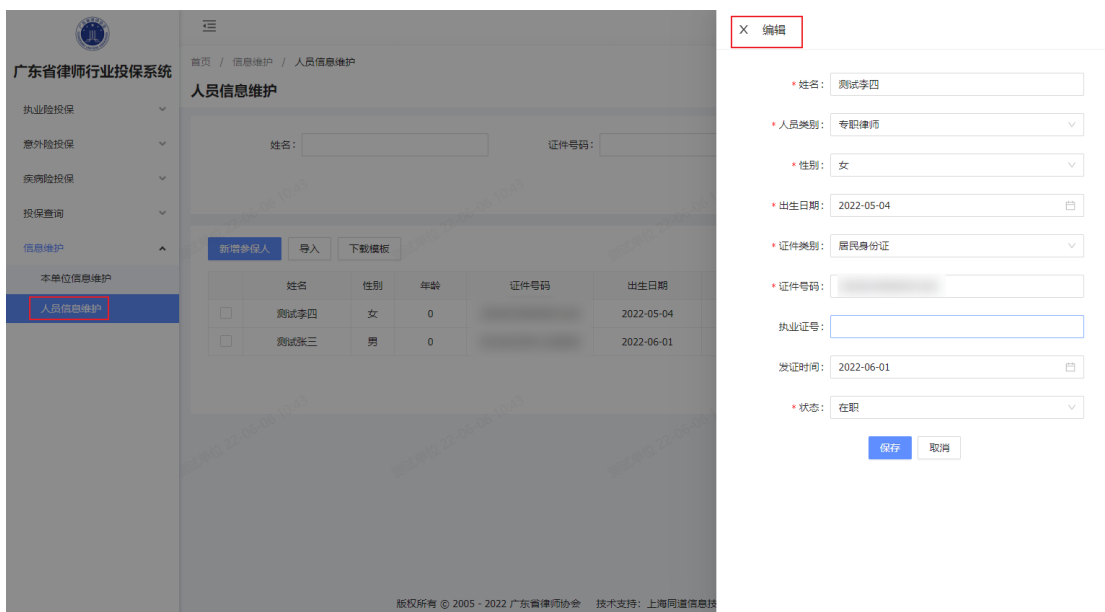 广东省律师行业投保系统
执业险投保
意外险投保
疾病险投保
投保查询
信息维护
本单位信息维护
人员信息维护
首页 / 信息维护 / 人员信息维护
人员信息维护
姓名：
证件号码：
新增参保人 导入 下载模板
姓名 性别 年龄 证件号码 出生日期
测试李四 女 0 2022-05-04
测试张三 男 0 2022-06-01
版权所有 © 2005 - 2022 广东省律师协会 技术支持：上海同道信息技
X 编辑
* 姓名： 测试李四
* 人员类别： 专职律师
* 性别： 女
* 出生日期： 2022-05-04
* 证件类别： 居民身份证
* 证件号码：
执业证号：
发证时间： 2022-06-01
* 状态： 在职
保存 取消